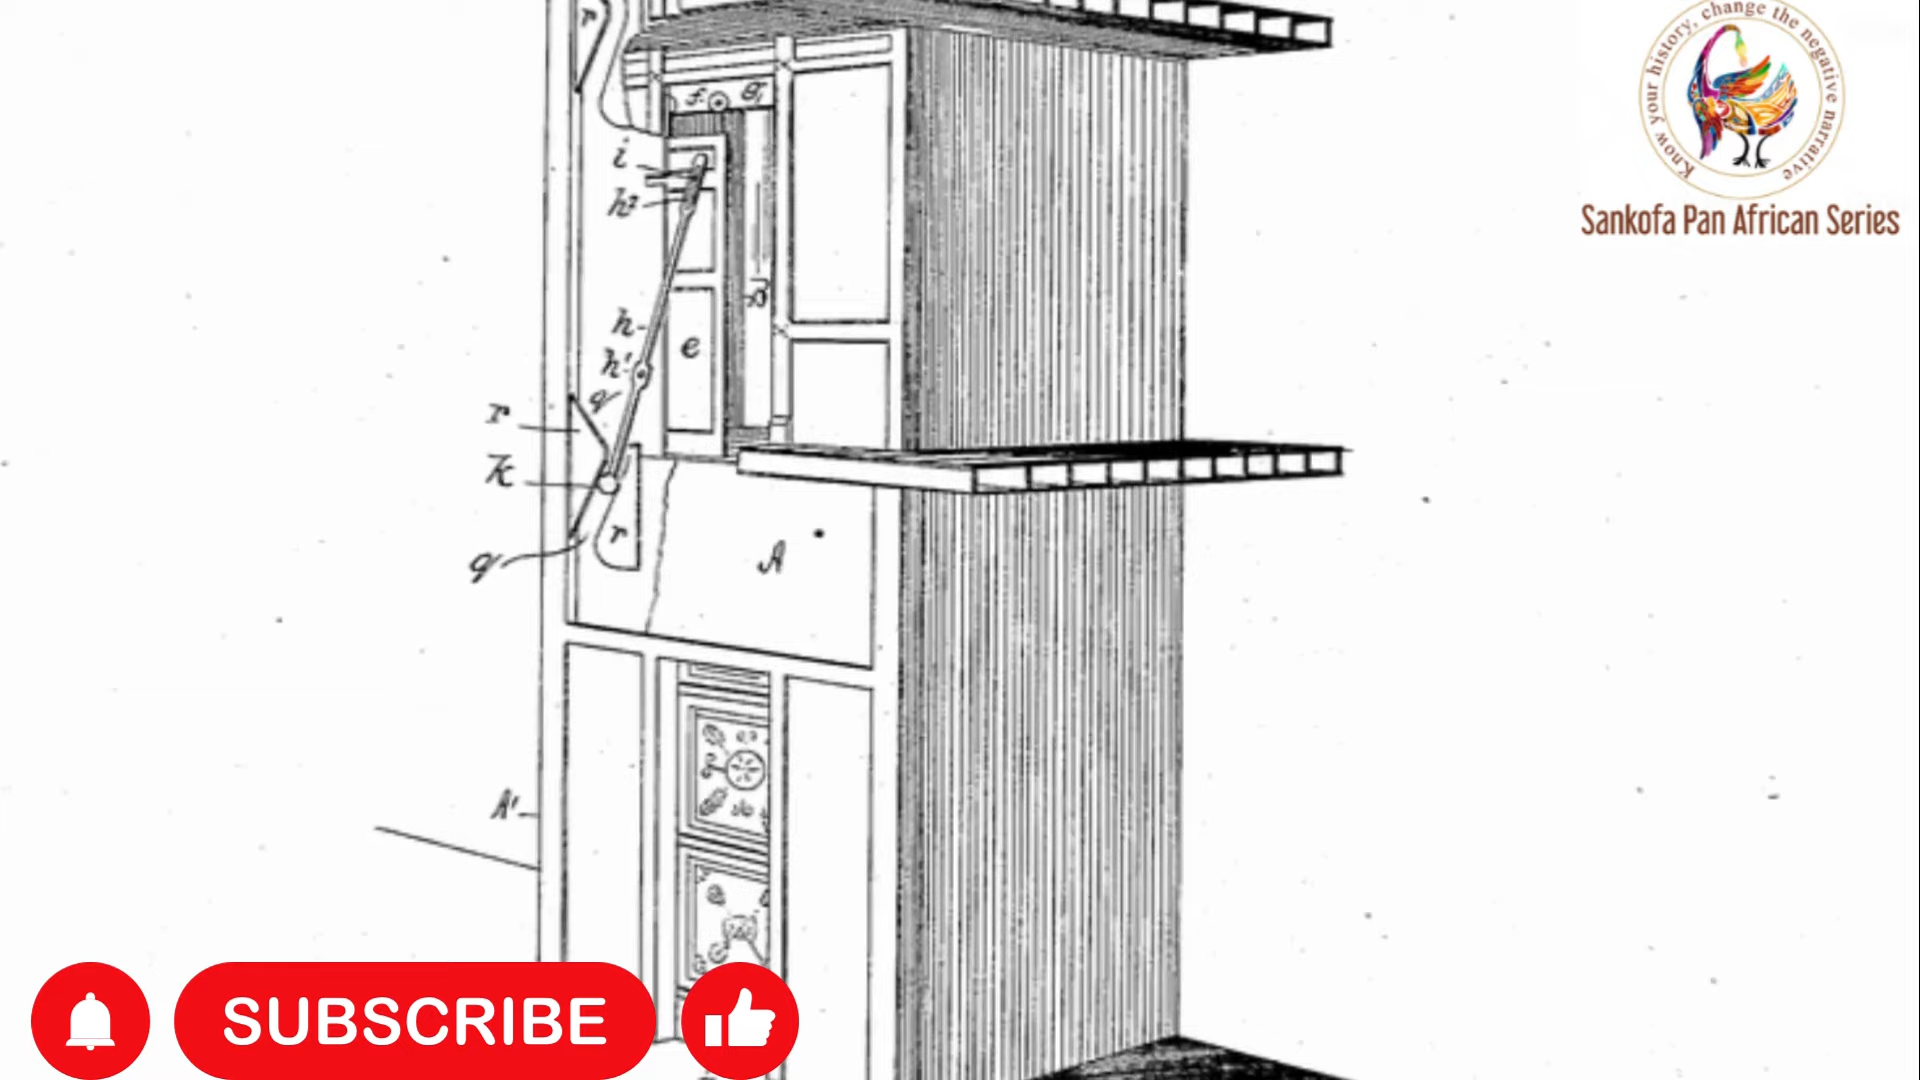 Know your history, change the negative narrative
Sankofa Pan African Series
r
f
i
h²
B
h
e
h'
q
r
k
r
q
A
A'
SUBSCRIBE